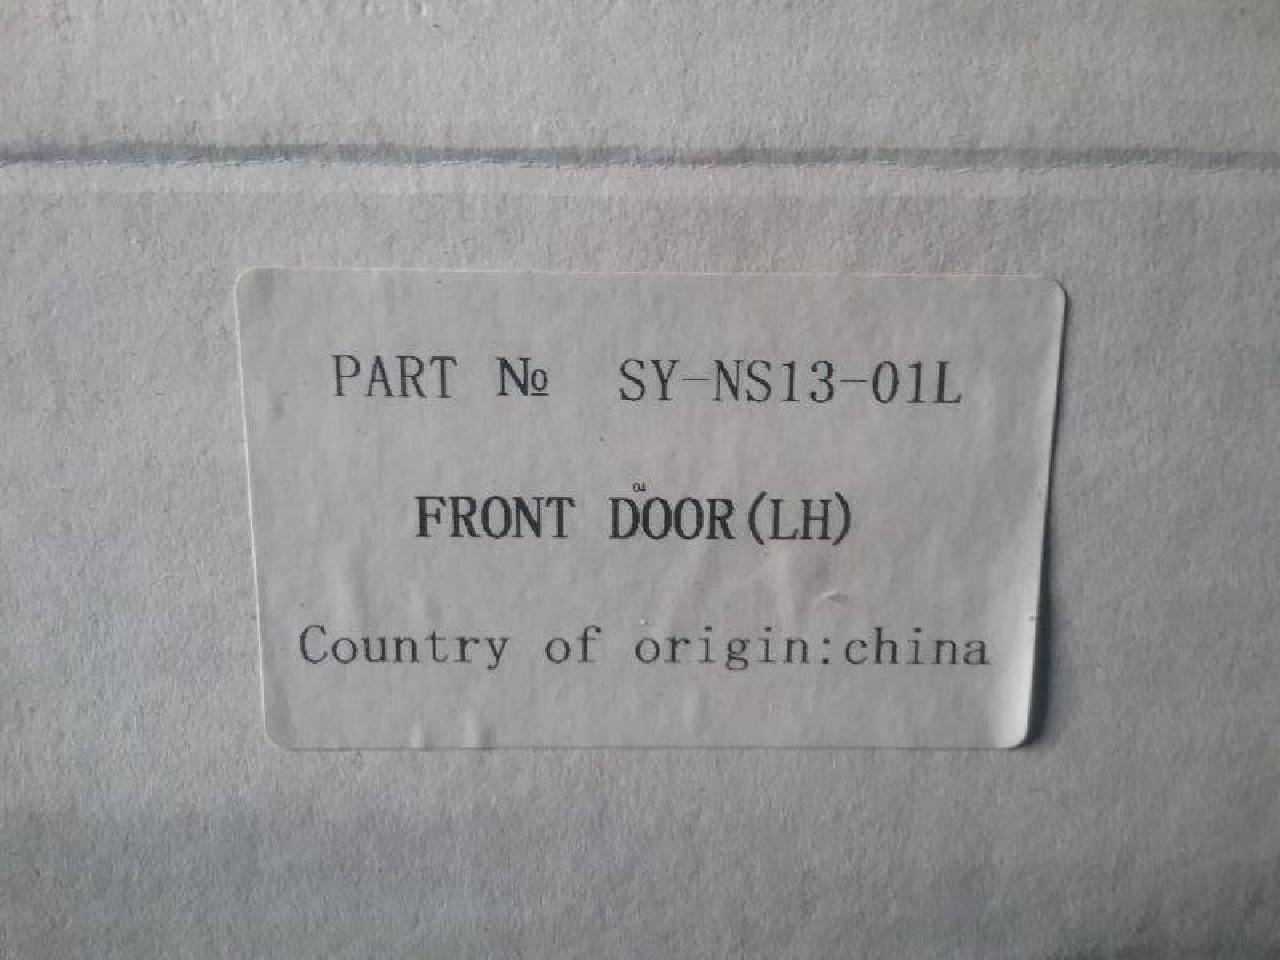 PART № SY-NS13-01L
FRONT DOOR(LH)
Country of origin:china